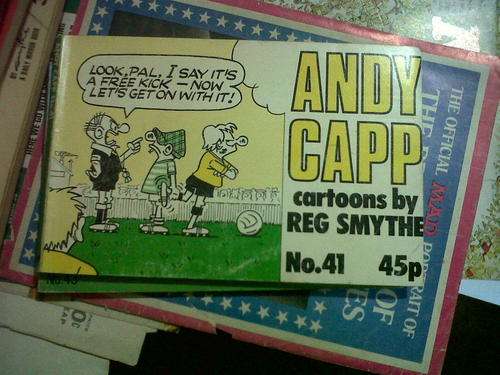 LOOK, PAL, I SAY IT'S
A FREE KICK – NOW
LET'S GET ON WITH IT!
ANDY
CAPP
cartoons by
REG SMYTHE
No.41 45p
THE OFFICIAL
MAD
OF